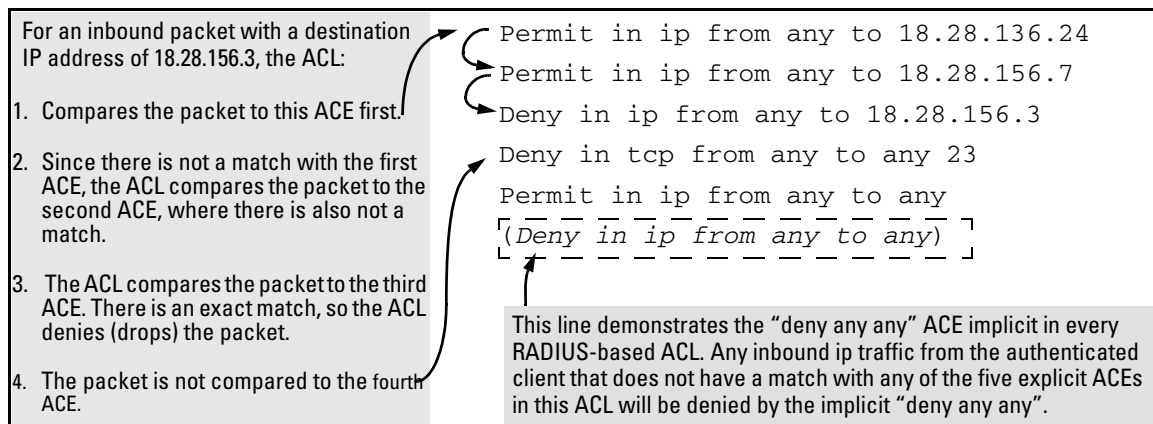 For an inbound packet with a destination
IP address of 18.28.156.3, the ACL:
1. Compares the packet to this ACE first.
2. Since there is not a match with the first
ACE, the ACL compares the packet to the
second ACE, where there is also not a
match.
3. The ACL compares the packet to the third
ACE. There is an exact match, so the ACL
denies (drops) the packet.
4. The packet is not compared to the fourth
ACE.
Permit in ip from any to 18.28.136.24
Permit in ip from any to 18.28.156.7
Deny in ip from any to 18.28.156.3
Deny in tcp from any to any 23
Permit in ip from any to any
(Deny in ip from any to any)
This line demonstrates the “deny any any” ACE implicit in every
RADIUS-based ACL. Any inbound ip traffic from the authenticated
client that does not have a match with any of the five explicit ACEs
in this ACL will be denied by the implicit “deny any any”.